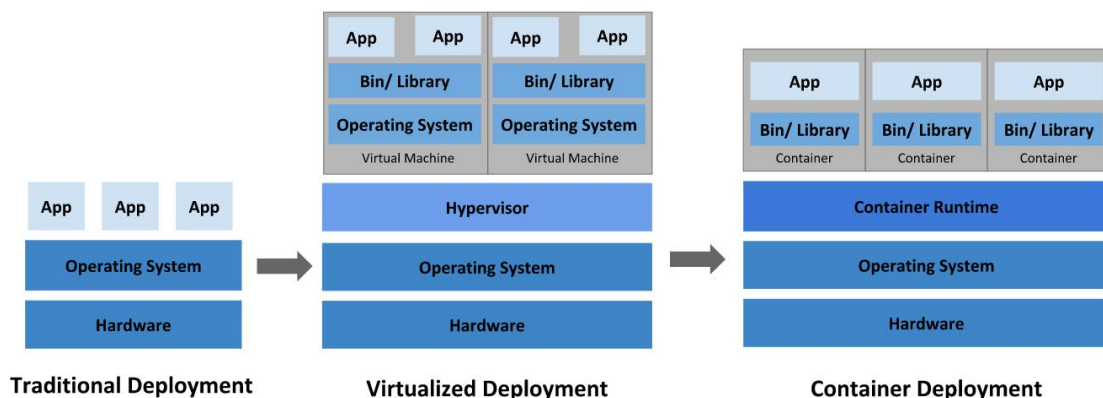 App App App
Operating System
Hardware
Traditional Deployment
App App App App
Bin/ Library Bin/ Library
Operating System Operating System
Virtual Machine Virtual Machine
Hypervisor
Operating System
Hardware
Virtualized Deployment
App App App
Bin/ Library Bin/ Library Bin/ Library
Container Container Container
Container Runtime
Operating System
Hardware
Container Deployment